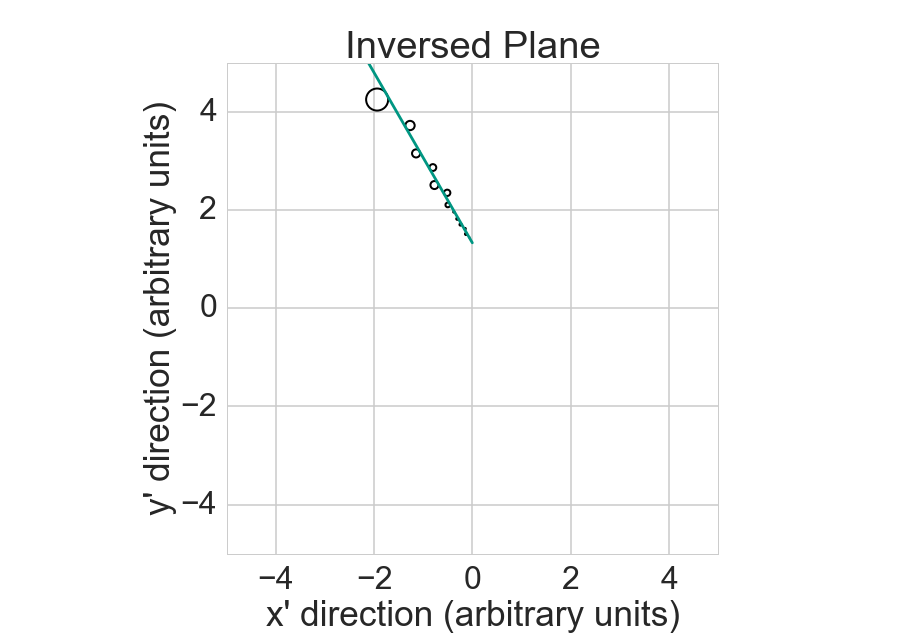 Inversed Plane
y' direction (arbitrary units)
4
2
0
−2
−4
−4 −2 0 2 4
x' direction (arbitrary units)